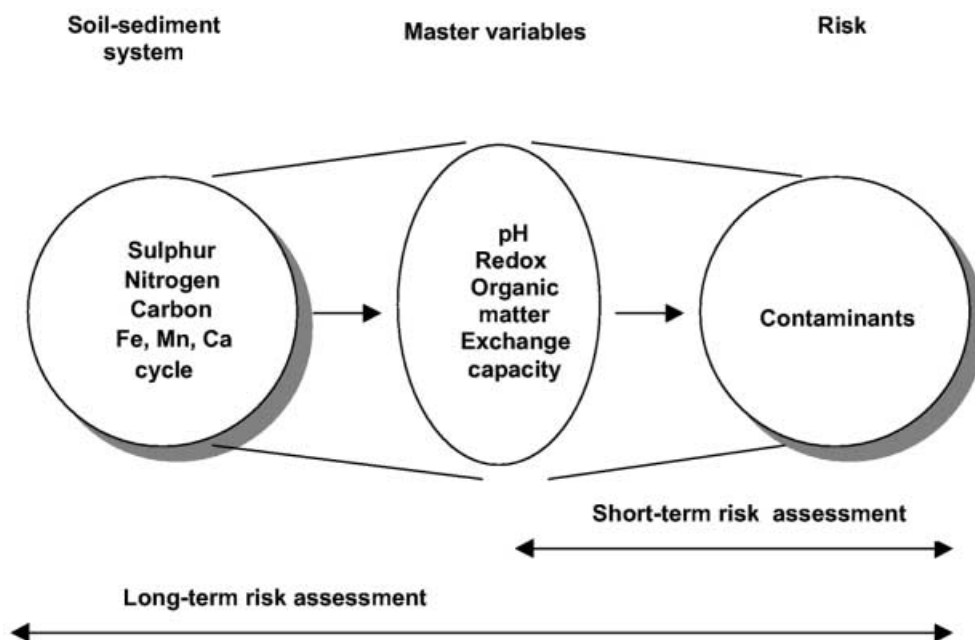 Soil-sediment
system
Master variables
Risk
Sulphur
Nitrogen
Carbon
Fe, Mn, Ca
cycle
pH
Redox
Organic
matter
Exchange
capacity
Contaminants
Short-term risk assessment
Long-term risk assessment